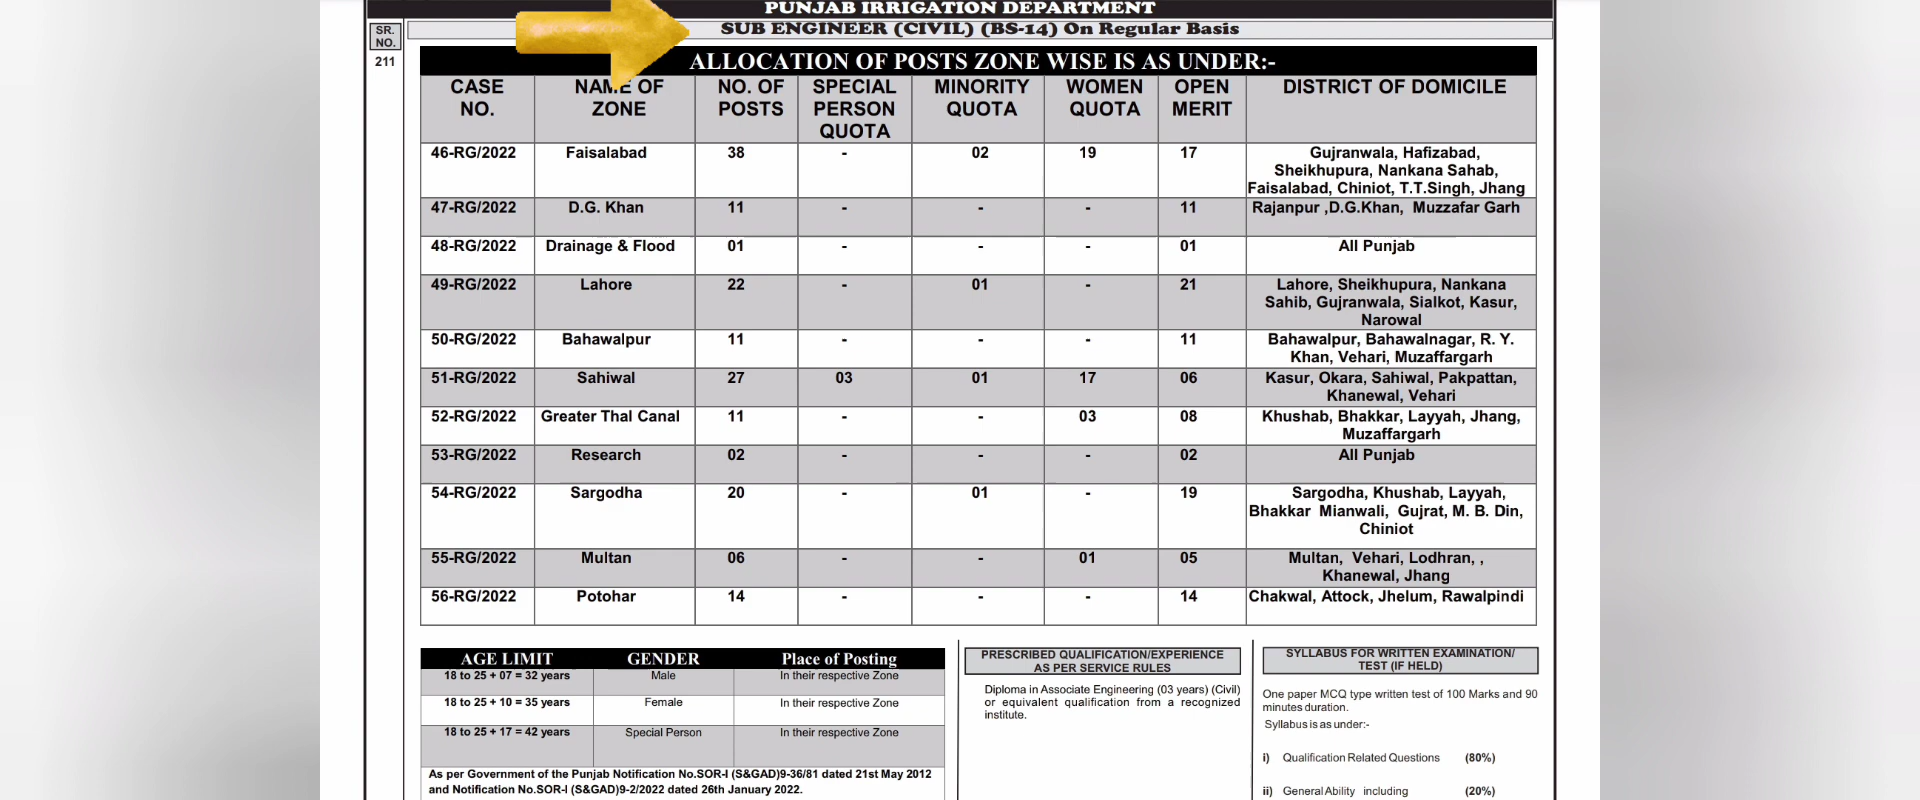 PUNJAB IRRIGATION DEPARTMENT
SR. NO.
SUB ENGINEER (CIVIL) (BS-14) On Regular Basis
211
ALLOCATION OF POSTS ZONE WISE IS AS UNDER:-
CASE NO. NAME OF ZONE NO. OF POSTS SPECIAL PERSON QUOTA MINORITY QUOTA WOMEN QUOTA OPEN MERIT DISTRICT OF DOMICILE
46-RG/2022 Faisalabad 38 - 02 19 17 Gujranwala, Hafizabad,
Sheikhupura, Nankana Sahab,
Faisalabad, Chiniot, T.T.Singh, Jhang
47-RG/2022 D.G. Khan 11 - - - 11 Rajanpur ,D.G.Khan, Muzzafar Garh
48-RG/2022 Drainage & Flood 01 - - - 01 All Punjab
49-RG/2022 Lahore 22 - 01 - 21 Lahore, Sheikhupura, Nankana
Sahib, Gujranwala, Sialkot, Kasur,
Narowal
50-RG/2022 Bahawalpur 11 - - - 11 Bahawalpur, Bahawalnagar, R. Y.
Khan, Vehari, Muzaffargarh
51-RG/2022 Sahiwal 27 03 01 17 06 Kasur, Okara, Sahiwal, Pakpattan,
Khanewal, Vehari
52-RG/2022 Greater Thal Canal 11 - - 03 08 Khushab, Bhakkar, Layyah, Jhang,
Muzaffargarh
53-RG/2022 Research 02 - - - 02 All Punjab
54-RG/2022 Sargodha 20 - 01 - 19 Sargodha, Khushab, Layyah,
Bhakkar Mianwali, Gujrat, M. B. Din,
Chiniot
55-RG/2022 Multan 06 - - 01 05 Multan, Vehari, Lodhran, ,
Khanewal, Jhang
56-RG/2022 Potohar 14 - - - 14 Chakwal, Attock, Jhelum, Rawalpindi
AGE LIMIT GENDER Place of Posting
18 to 25 + 07 = 32 years Male In their respective Zone
18 to 25 + 10 = 35 years Female In their respective Zone
18 to 25 + 17 = 42 years Special Person In their respective Zone
As per Government of the Punjab Notification No.SOR-I (S&GAD)9-36/81 dated 21st May 2012
and Notification No.SOR-I (S&GAD)9-2/2022 dated 26th January 2022.
PRESCRIBED QUALIFICATION/EXPERIENCE
AS PER SERVICE RULES
Diploma in Associate Engineering (03 years) (Civil)
or equivalent qualification from a recognized
institute.
SYLLABUS FOR WRITTEN EXAMINATION/
TEST (IF HELD)
One paper MCQ type written test of 100 Marks and 90
minutes duration.
Syllabus is as under:-
i) Qualification Related Questions (80%)
ii) General Ability including (20%)